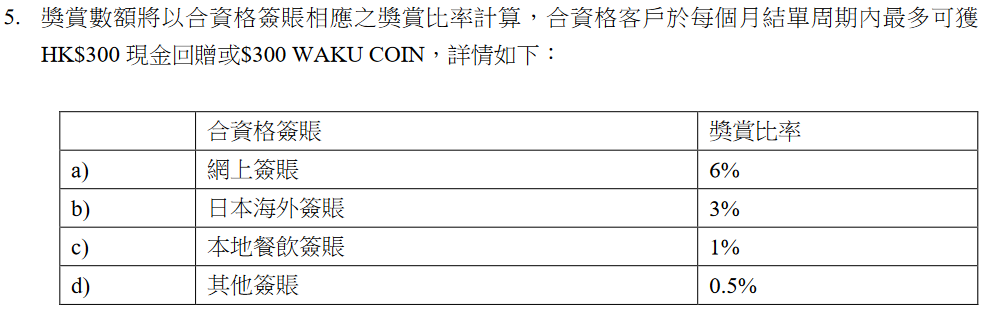 5. 獎賞數額將以合資格簽賬相應之獎賞比率計算，合資格客戶於每個月結單周期內最多可獲
HK$300 現金回贈或$300 WAKU COIN，詳情如下：
合資格簽賬 獎賞比率
a) 網上簽賬 6%
b) 日本海外簽賬 3%
c) 本地餐飲簽賬 1%
d) 其他簽賬 0.5%